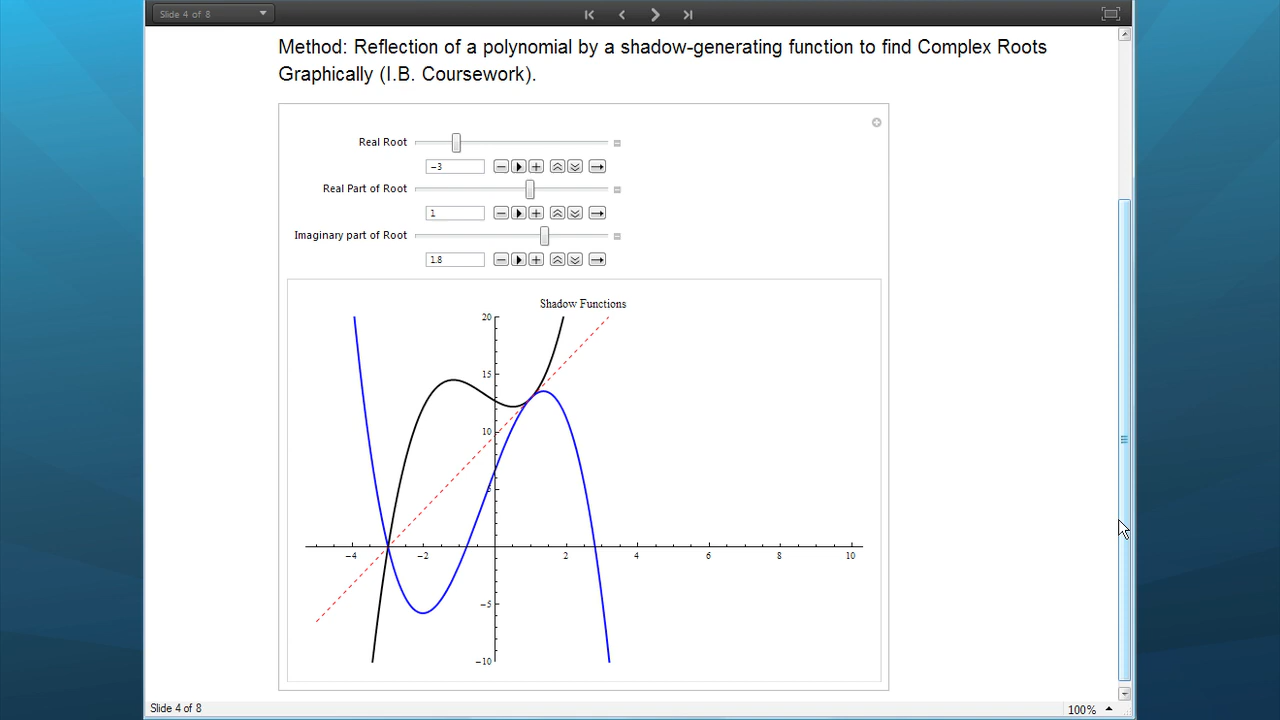 Slide 4 of 8
Method: Reflection of a polynomial by a shadow-generating function to find Complex Roots
Graphically (I.B. Coursework).
Real Root
−3
Real Part of Root
1
Imaginary part of Root
1.8
Shadow Functions
20
15
10
5
−4
−2
2
4
6
8
10
−5
−10
Slide 4 of 8
100%